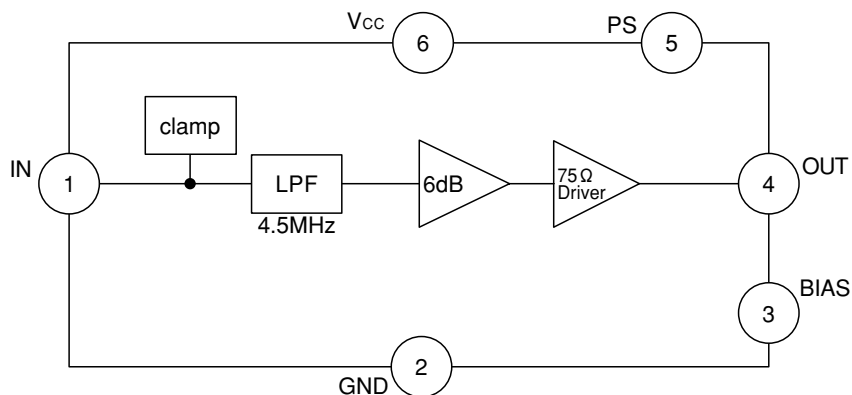 Vcc
6
PS
5
clamp
IN
1
LPF
4.5MHz
6dB
75Ω
Driver
4
OUT
3
BIAS
2
GND